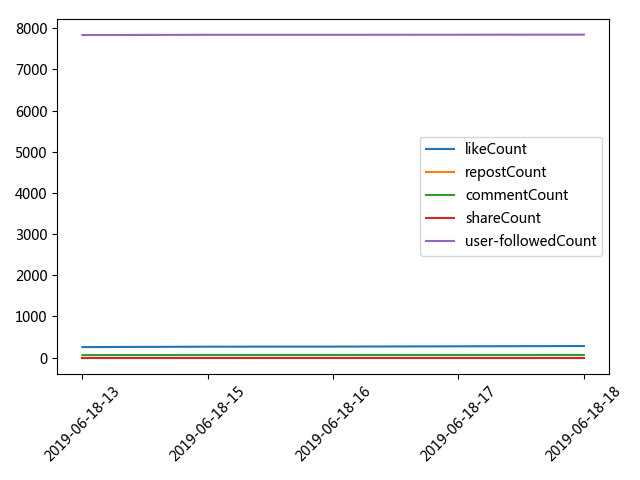 8000
7000
6000
5000
4000
3000
2000
1000
0
likeCount
repostCount
commentCount
shareCount
user-followedCount
2019-06-18-13
2019-06-18-15
2019-06-18-16
2019-06-18-17
2019-06-18-18